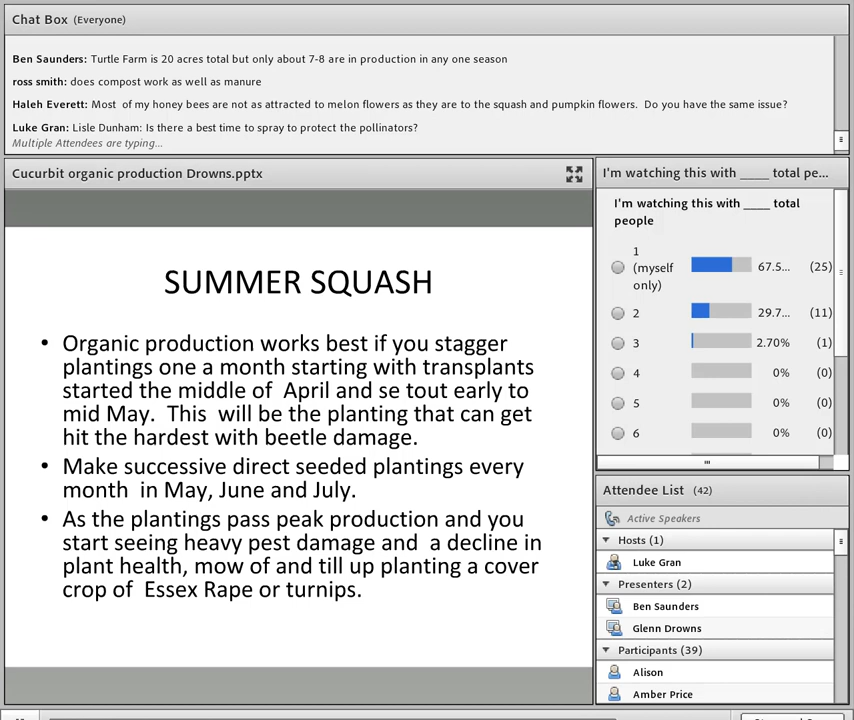 Chat Box (Everyone)
Ben Saunders: Turtle Farm is 20 acres total but only about 7-8 are in production in any one season
ross smith: does compost work as well as manure
Haleh Everett: Most of my honey bees are not as attracted to melon flowers as they are to the squash and pumpkin flowers. Do you have the same issue?
Luke Gran: Lisle Dunham: Is there a best time to spray to protect the pollinators?
Multiple Attendees are typing...
Cucurbit organic production Drowns.pptx
SUMMER SQUASH
• Organic production works best if you stagger
plantings one a month starting with transplants
started the middle of April and se tout early to
mid May. This will be the planting that can get
hit the hardest with beetle damage.
• Make successive direct seeded plantings every
month in May, June and July.
• As the plantings pass peak production and you
start seeing heavy pest damage and a decline in
plant health, mow of and till up planting a cover
crop of Essex Rape or turnips.
I'm watching this with ____ total pe...
I'm watching this with ____ total
people
1
(myself
only)
67.5... (25)
2 29.7... (11)
3 2.70% (1)
4 0% (0)
5 0% (0)
6 0% (0)
Attendee List (42)
Active Speakers
Hosts (1)
Luke Gran
Presenters (2)
Ben Saunders
Glenn Drowns
Participants (39)
Alison
Amber Price